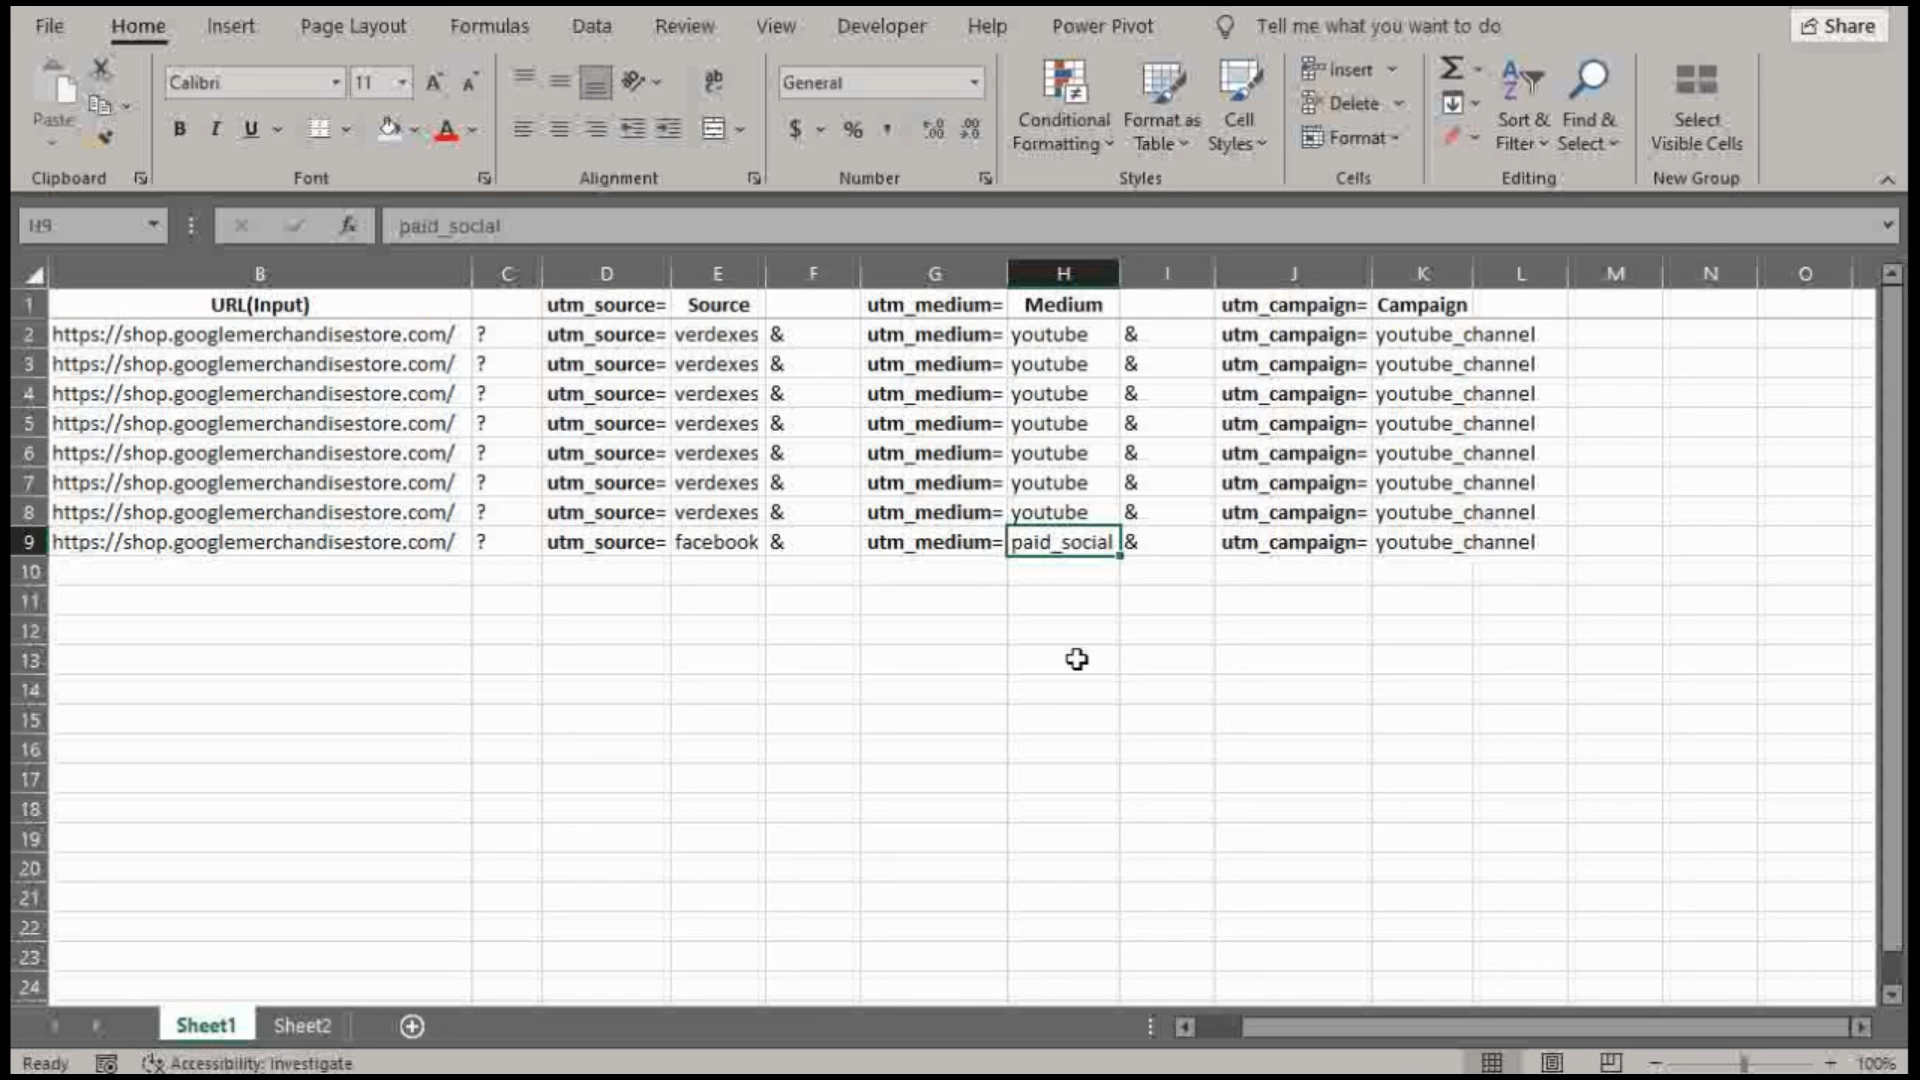 File Home Insert Page Layout Formulas Data Review View Developer Help Power Pivot Tell me what you want to do Share
Paste
Calibri 11
B I U
General
$ %
Conditional Formatting
Format as Table
Cell Styles
Insert
Delete
Format
Sort & Filter
Find & Select
Select Visible Cells
Clipboard Font Alignment Number Styles Cells Editing New Group
H9 fx paid_social
B C D E F G H I J K L M N O
1 URL(Input) utm_source= Source utm_medium= Medium utm_campaign= Campaign
2 https://shop.googlemerchandisestore.com/ ? utm_source= verdexes & utm_medium= youtube & utm_campaign= youtube_channel
3 https://shop.googlemerchandisestore.com/ ? utm_source= verdexes & utm_medium= youtube & utm_campaign= youtube_channel
4 https://shop.googlemerchandisestore.com/ ? utm_source= verdexes & utm_medium= youtube & utm_campaign= youtube_channel
5 https://shop.googlemerchandisestore.com/ ? utm_source= verdexes & utm_medium= youtube & utm_campaign= youtube_channel
6 https://shop.googlemerchandisestore.com/ ? utm_source= verdexes & utm_medium= youtube & utm_campaign= youtube_channel
7 https://shop.googlemerchandisestore.com/ ? utm_source= verdexes & utm_medium= youtube & utm_campaign= youtube_channel
8 https://shop.googlemerchandisestore.com/ ? utm_source= verdexes & utm_medium= youtube & utm_campaign= youtube_channel
9 https://shop.googlemerchandisestore.com/ ? utm_source= facebook & utm_medium= paid_social & utm_campaign= youtube_channel
10
11
12
13
14
15
16
17
18
19
20
21
22
23
24
Sheet1 Sheet2
Ready Accessibility: Investigate 100%